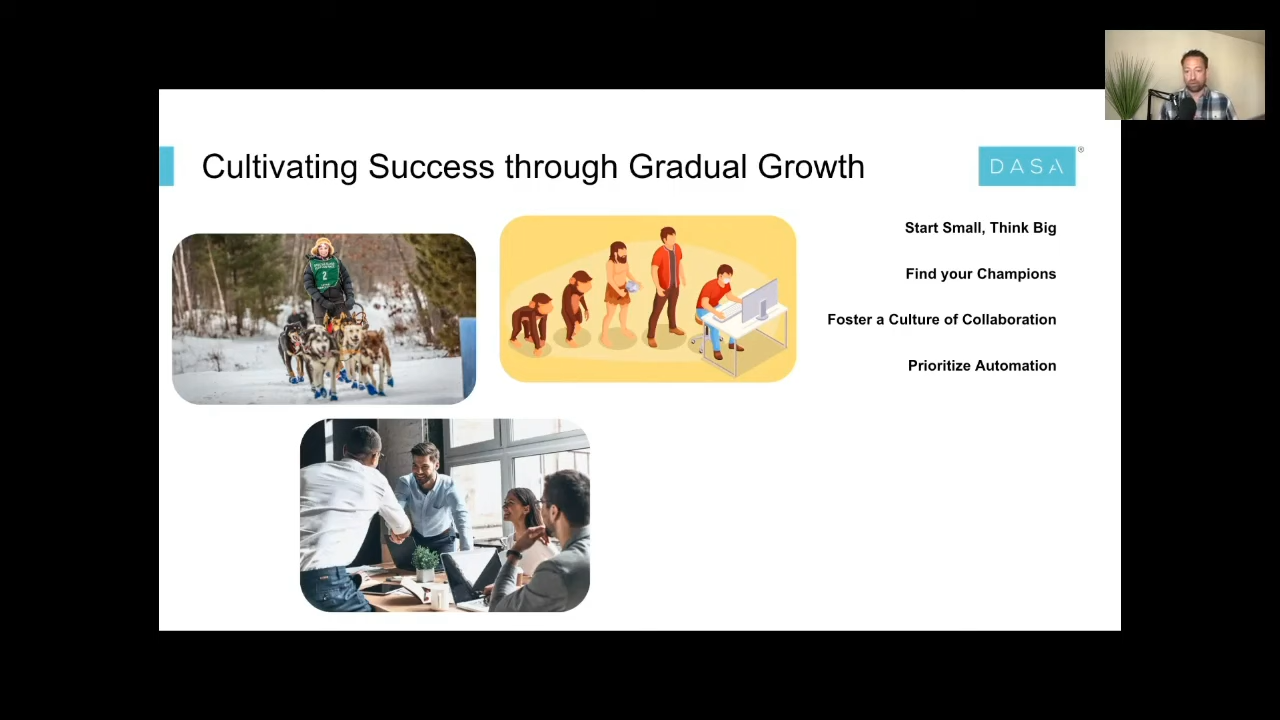 Cultivating Success through Gradual Growth
DASA
®
Start Small, Think Big
Find your Champions
Foster a Culture of Collaboration
Prioritize Automation
2